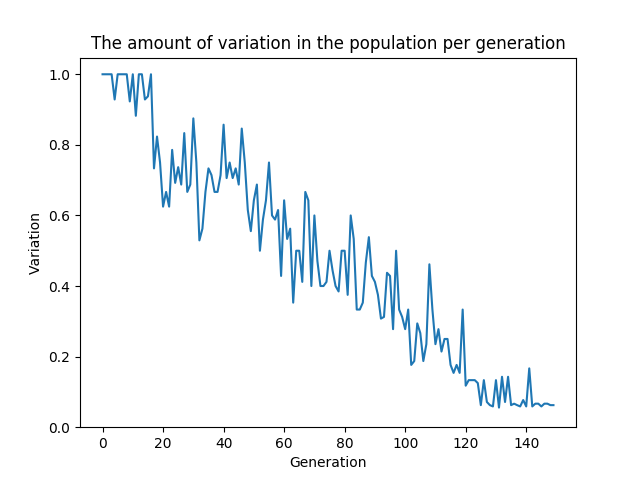 The amount of variation in the population per generation
1.0
0.8
0.6
0.4
0.2
0.0
Variation
0 20 40 60 80 100 120 140
Generation